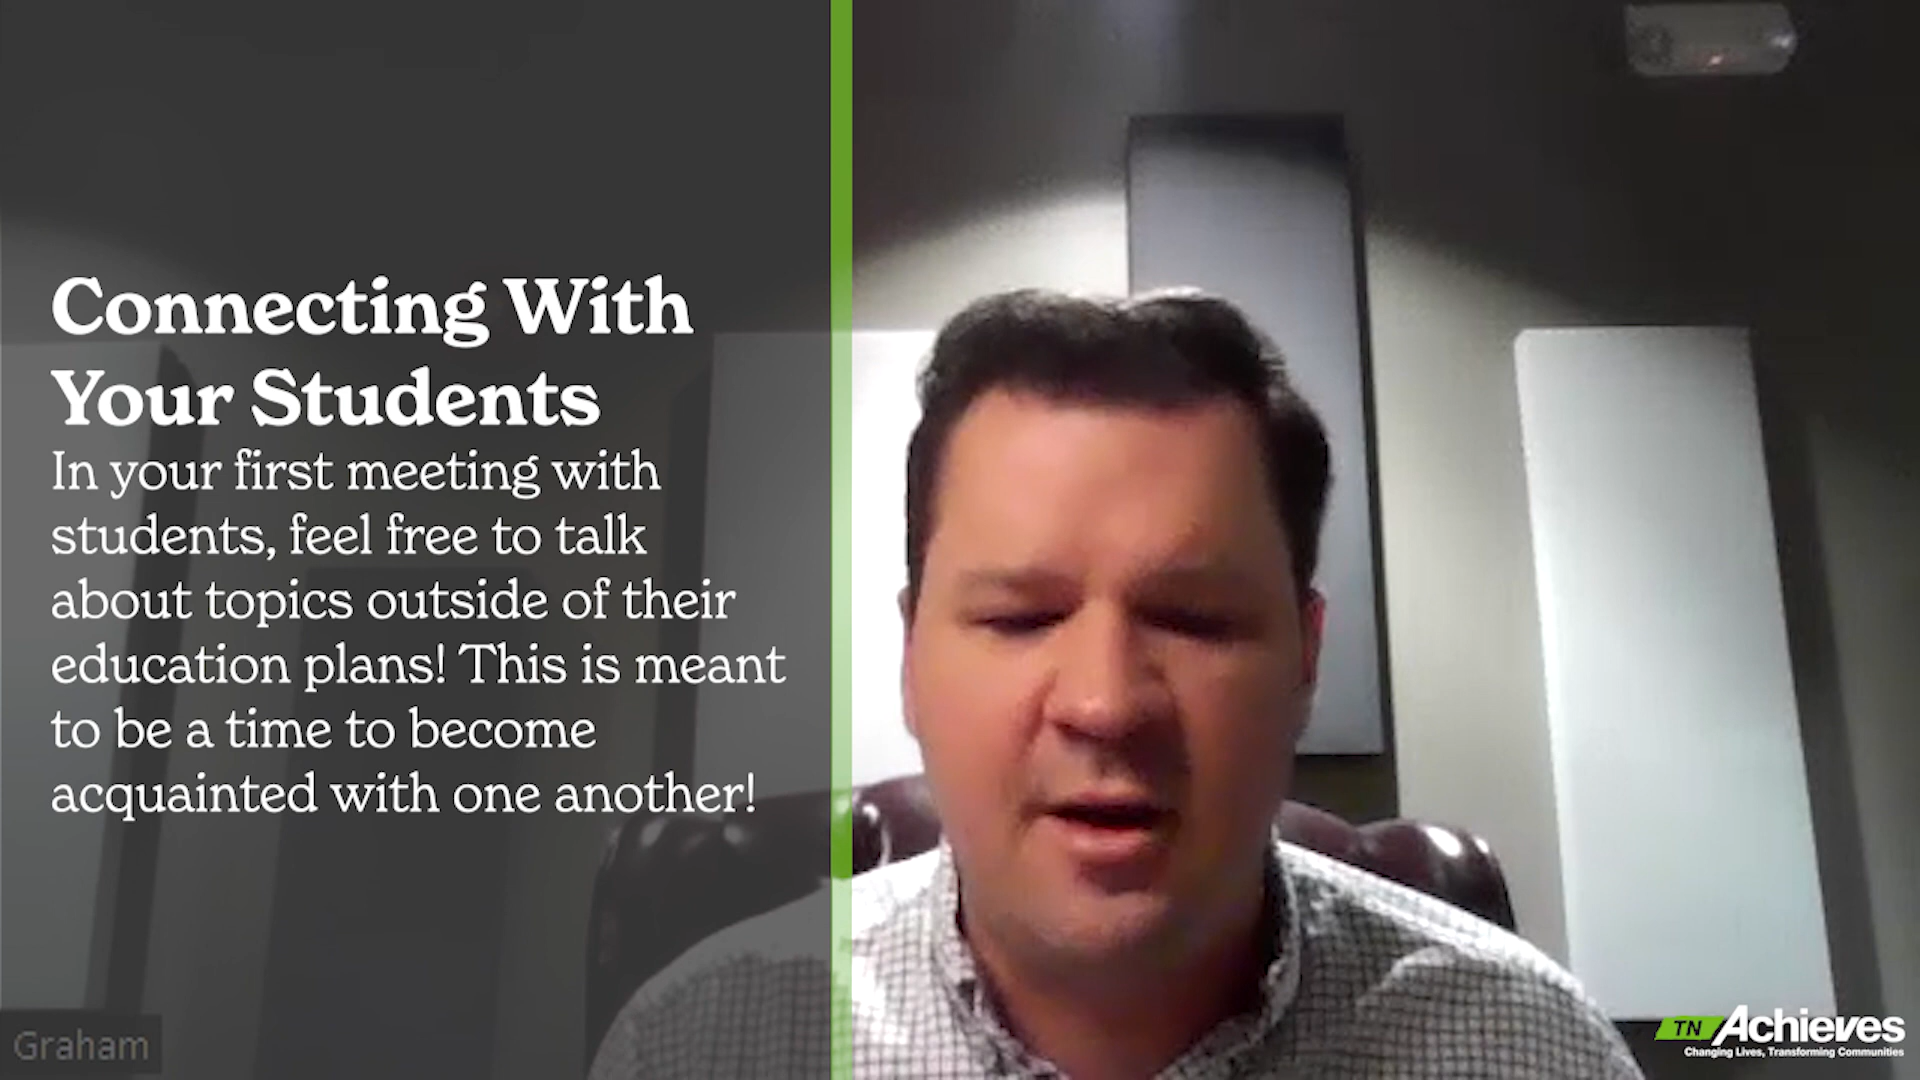 Connecting With
Your Students
In your first meeting with
students, feel free to talk
about topics outside of their
education plans! This is meant
to be a time to become
acquainted with one another!
Graham
TN Achieves
Changing Lives, Transforming Communities